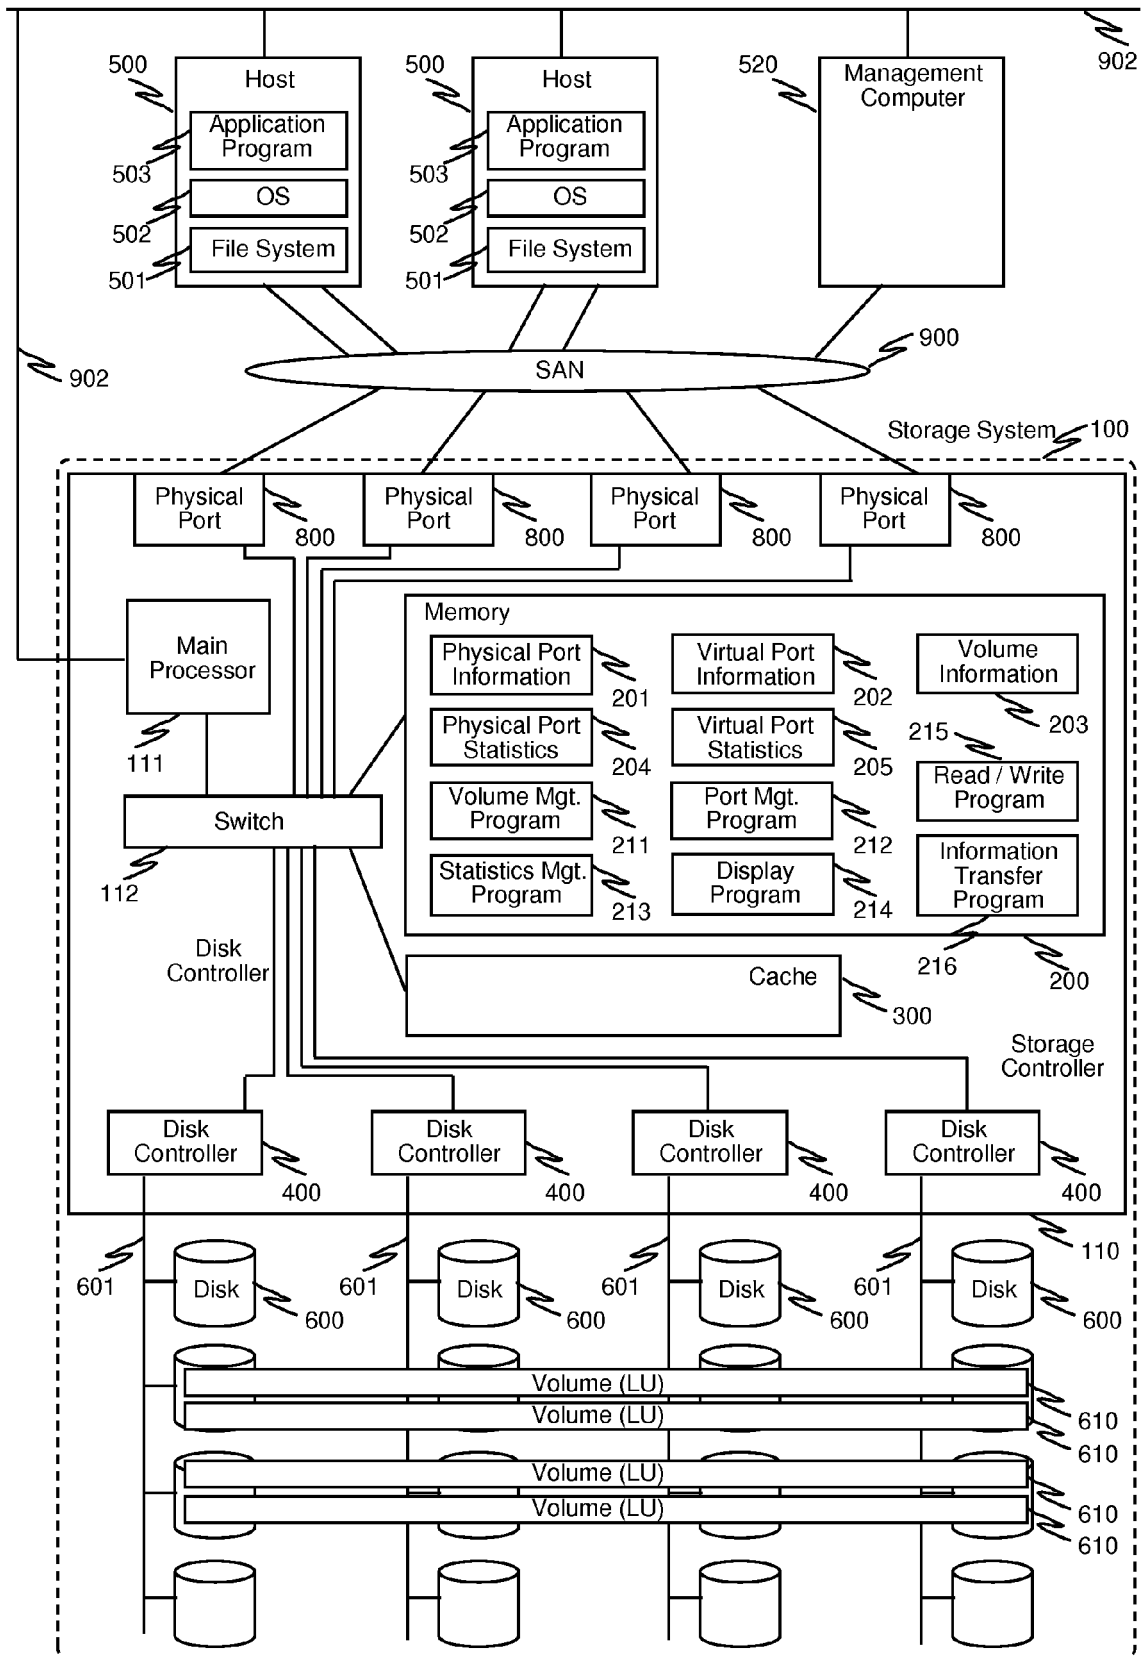 902
500
Host
Application
Program
503
OS
502
File System
501
500
Host
Application
Program
503
OS
502
File System
501
520
Management
Computer
902
SAN
900
Storage System
100
Physical
Port
800
Physical
Port
800
Physical
Port
800
Physical
Port
800
Main
Processor
111
Switch
112
Memory
Physical Port
Information
201
Virtual Port
Information
202
Volume
Information
203
Physical Port
Statistics
204
Virtual Port
Statistics
205
215
Read / Write
Program
Volume Mgt.
Program
211
Port Mgt.
Program
212
Statistics Mgt.
Program
213
Display
Program
214
Information
Transfer
Program
216
200
Disk
Controller
Cache
300
Storage
Controller
Disk
Controller
400
Disk
Controller
400
Disk
Controller
400
Disk
Controller
400
110
601
Disk
600
601
Disk
600
601
Disk
600
601
Disk
600
Volume (LU)
610
Volume (LU)
610
Volume (LU)
610
Volume (LU)
610